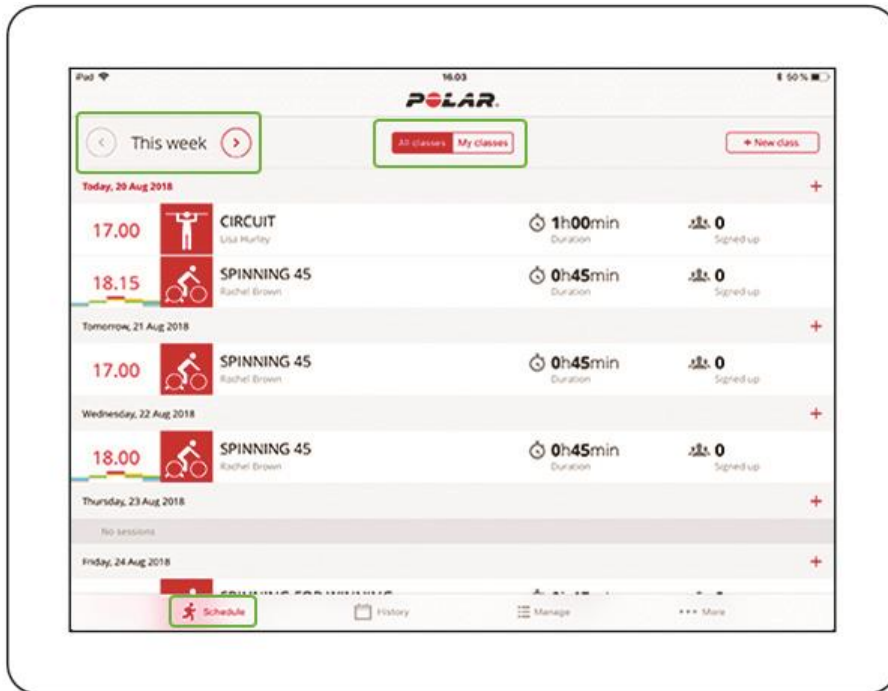 iPad 16.03 50%
POLAR.
This week All classes My classes + New class
Today, 20 Aug 2018 +
17.00 CIRCUIT 1h00min 0
Lisa Hurley Duration Signed up
18.15 SPINNING 45 0h45min 0
Rachel Brown Duration Signed up
Tomorrow, 21 Aug 2018 +
17.00 SPINNING 45 0h45min 0
Rachel Brown Duration Signed up
Wednesday, 22 Aug 2018 +
18.00 SPINNING 45 0h45min 0
Rachel Brown Duration Signed up
Thursday, 23 Aug 2018 +
No sessions
Friday, 24 Aug 2018 +
SPINNING FOR WINNING
Schedule History Manage More